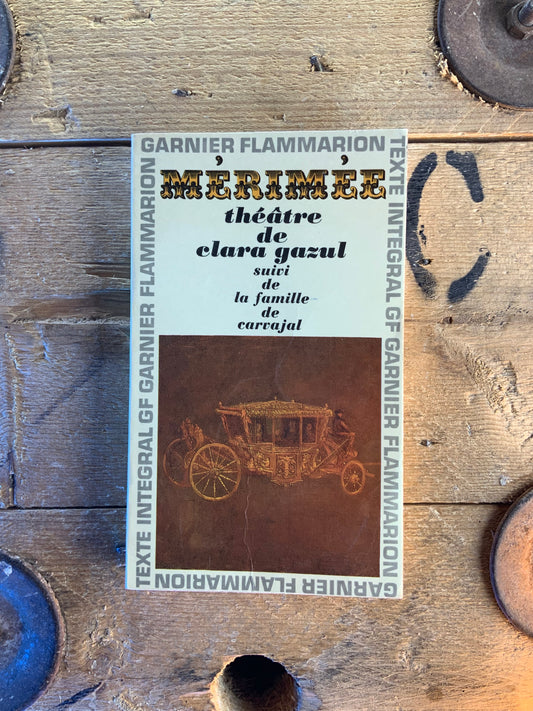 GARNIER FLAMMARION
MÉRIMÉE
théâtre
de
clara gazul
suivi
de
la famille
de
carvajal
TEXTE INTEGRAL GF GARNIER FLAMMARION
TEXTE INTEGRAL GF GARNIER FLAMMARION
GARNIER FLAMMARION
C